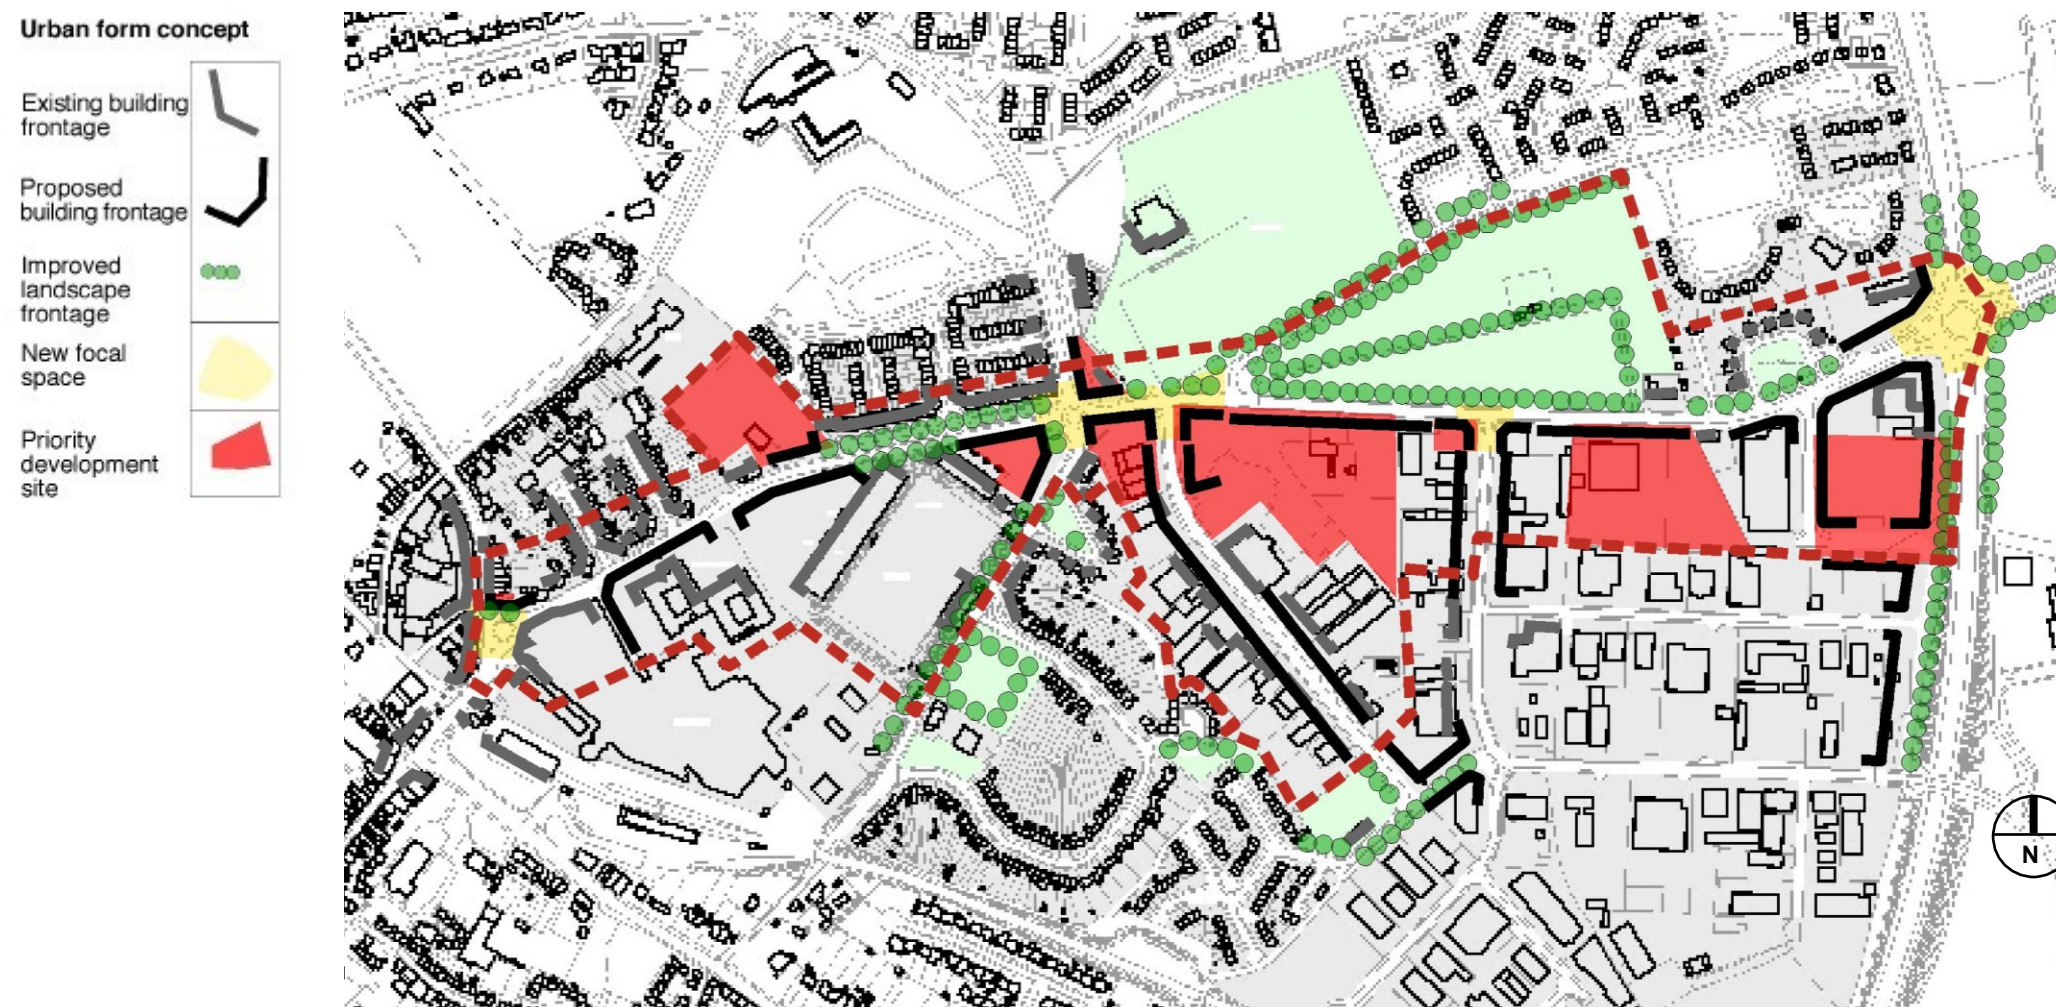 Urban form concept
Existing building
frontage
Proposed
building frontage
Improved
landscape
frontage
New focal
space
Priority
development
site
N